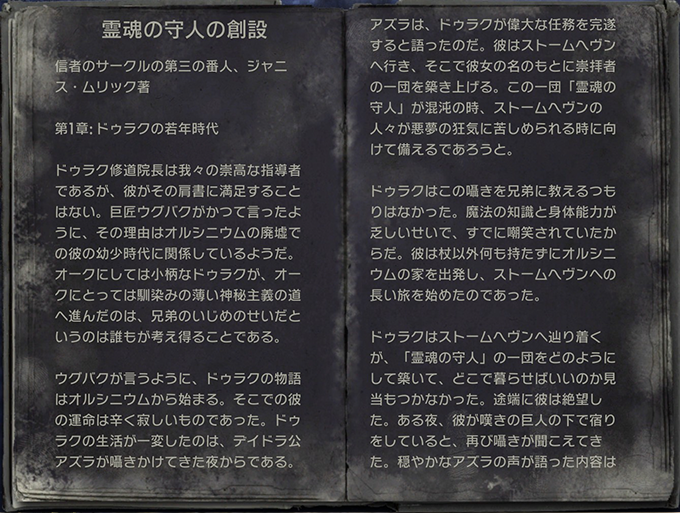 霊魂の守人の創設
信者のサークルの第三の番人、ジャニ
ス・ムリック著
第1章: ドゥラクの若年時代
ドゥラク修道院長は我々の崇高な指導者
であるが、彼がその肩書に満足すること
はない。巨匠ウグバクがかつて言ったよ
うに、その理由はオルシニウムの廃墟で
の彼の幼少時代に関係しているようだ。
オークにしては小柄なドゥラクが、オー
クにとっては馴染みの薄い神秘主義の道
へ進んだのは、兄弟のいじめのせいだと
いうのは誰もが考え得ることである。
ウグバクが言うように、ドゥラクの物語
はオルシニウムから始まる。そこでの彼
の運命は辛く寂しいものであった。ドゥ
ラクの生活が一変したのは、デイドラ公
アズラが囁きかけてきた夜からである。
アズラは、ドゥラクが偉大な任務を完遂
すると語ったのだ。彼はストームヘヴン
へ行き、そこで彼女の名のもとに崇拝者
の一団を築き上げる。この一団「霊魂の
守人」が混沌の時、ストームヘヴンの
人々が悪夢の狂気に苦しめられる時に向
けて備えるであろうと。
ドゥラクはこの囁きを兄弟に教えるつも
りはなかった。魔法の知識と身体能力が
乏しいせいで、すでに嘲笑されていたか
らだ。彼は杖以外何も持たずにオルシニ
ウムの家を出発し、ストームヘヴンへの
長い旅を始めたのであった。
ドゥラクはストームヘヴンへ辿り着く
が、「霊魂の守人」の一団をどのように
して築いて、どこで暮らせばいいのか見
当もつかなかった。途端に彼は絶望し
た。ある夜、彼が嘆きの巨人の下で宿り
をしていると、再び囁きが聞こえてき
た。穏やかなアズラの声が語った内容は